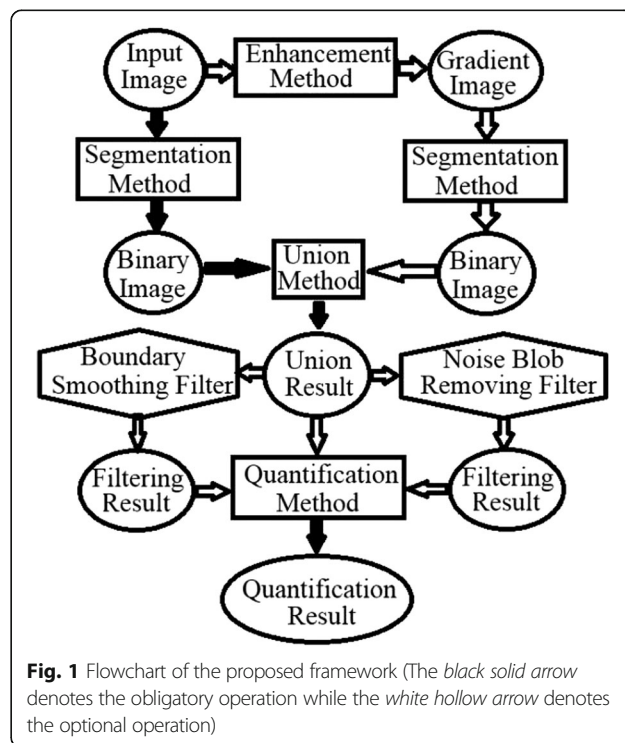 Input
Image
Enhancement
Method
Gradient
Image
Segmentation
Method
Segmentation
Method
Binary
Image
Union
Method
Binary
Image
Boundary
Smoothing Filter
Union
Result
Noise Blob
Removing Filter
Filtering
Result
Quantification
Method
Filtering
Result
Quantification
Result
Fig. 1 Flowchart of the proposed framework (The black solid arrow
denotes the obligatory operation while the white hollow arrow denotes
the optional operation)